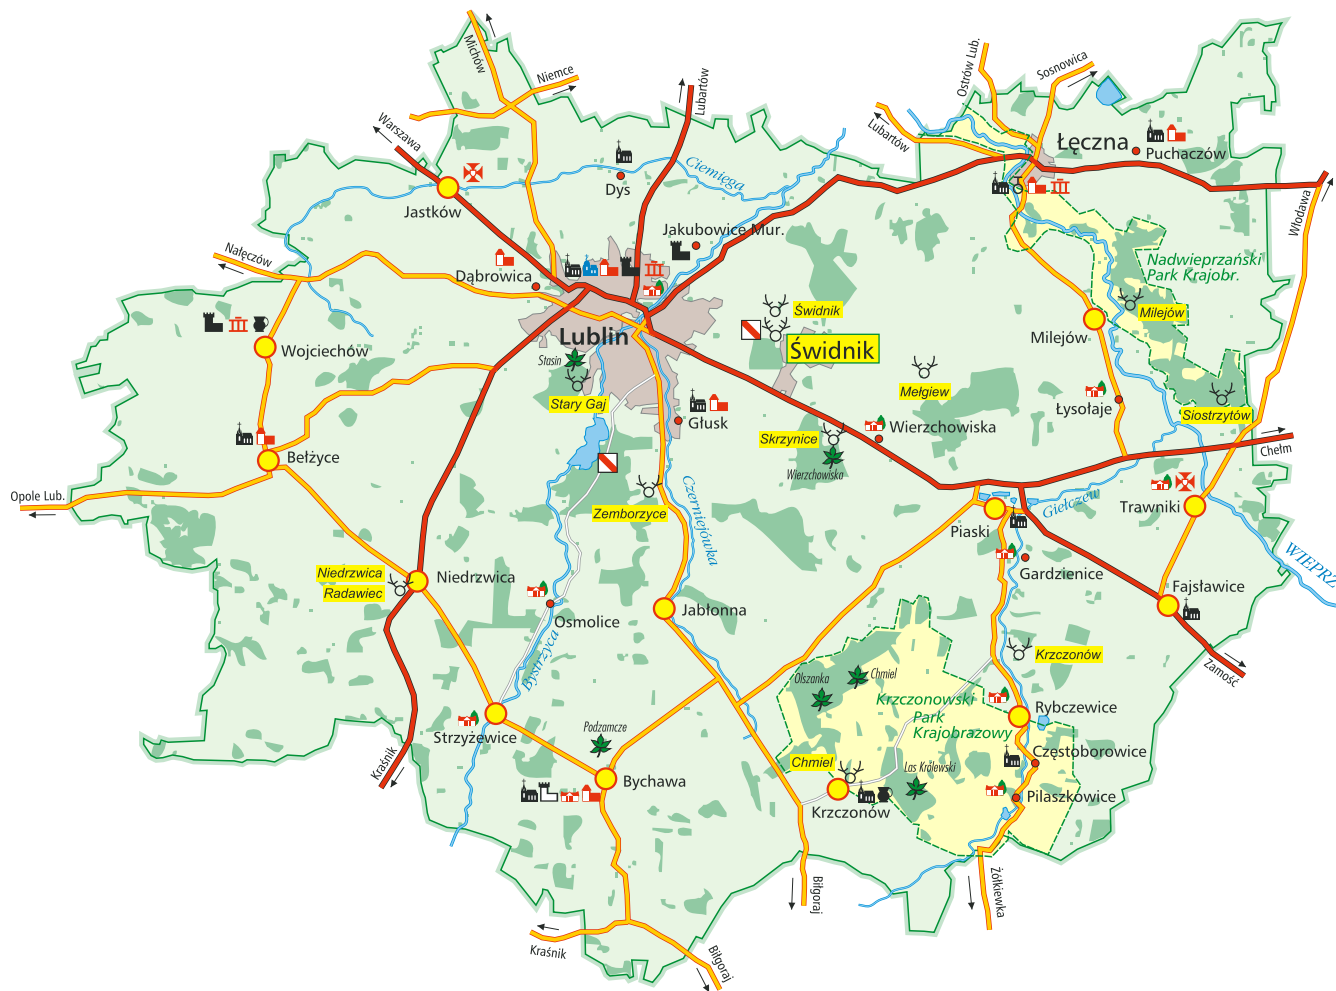 Michów
Niemce
Lubartów
Ostrów Lub.
Sosnowica
Warszawa
Lubartów
Łęczna
Puchaczów
Dys
Ciemięga
Jastków
Włodawa
Nałęczów
Jakubowice Mur.
Dąbrowica
Nadwieprzański
Park Krajobr.
Świdnik
Milejów
Wojciechów
Lublin
Świdnik
Milejów
Stasin
Mełgiew
Stary Gaj
Łysołaje
Siostrzytów
Głusk
Skrzynice
Wierzchowiska
Chełm
Bełżyce
Wierzchowiska
Opole Lub.
Czerniejówka
Zemborzyce
Giełczew
Trawniki
Piaski
WIEPRZ
Niedrzwica
Radawiec
Niedrzwica
Gardzienice
Fajsławice
Osmolice
Jabłonna
Bystrzyca
Krzczonów
Zamość
Olszanka
Chmiel
Krzczonowski
Park
Krajobrazowy
Rybczewice
Strzyżewice
Podzamcze
Kraśnik
Częstoborowice
Chmiel
Las Królewski
Bychawa
Pilaszkowice
Krzczonów
Biłgoraj
Żółkiewka
Kraśnik
Biłgoraj